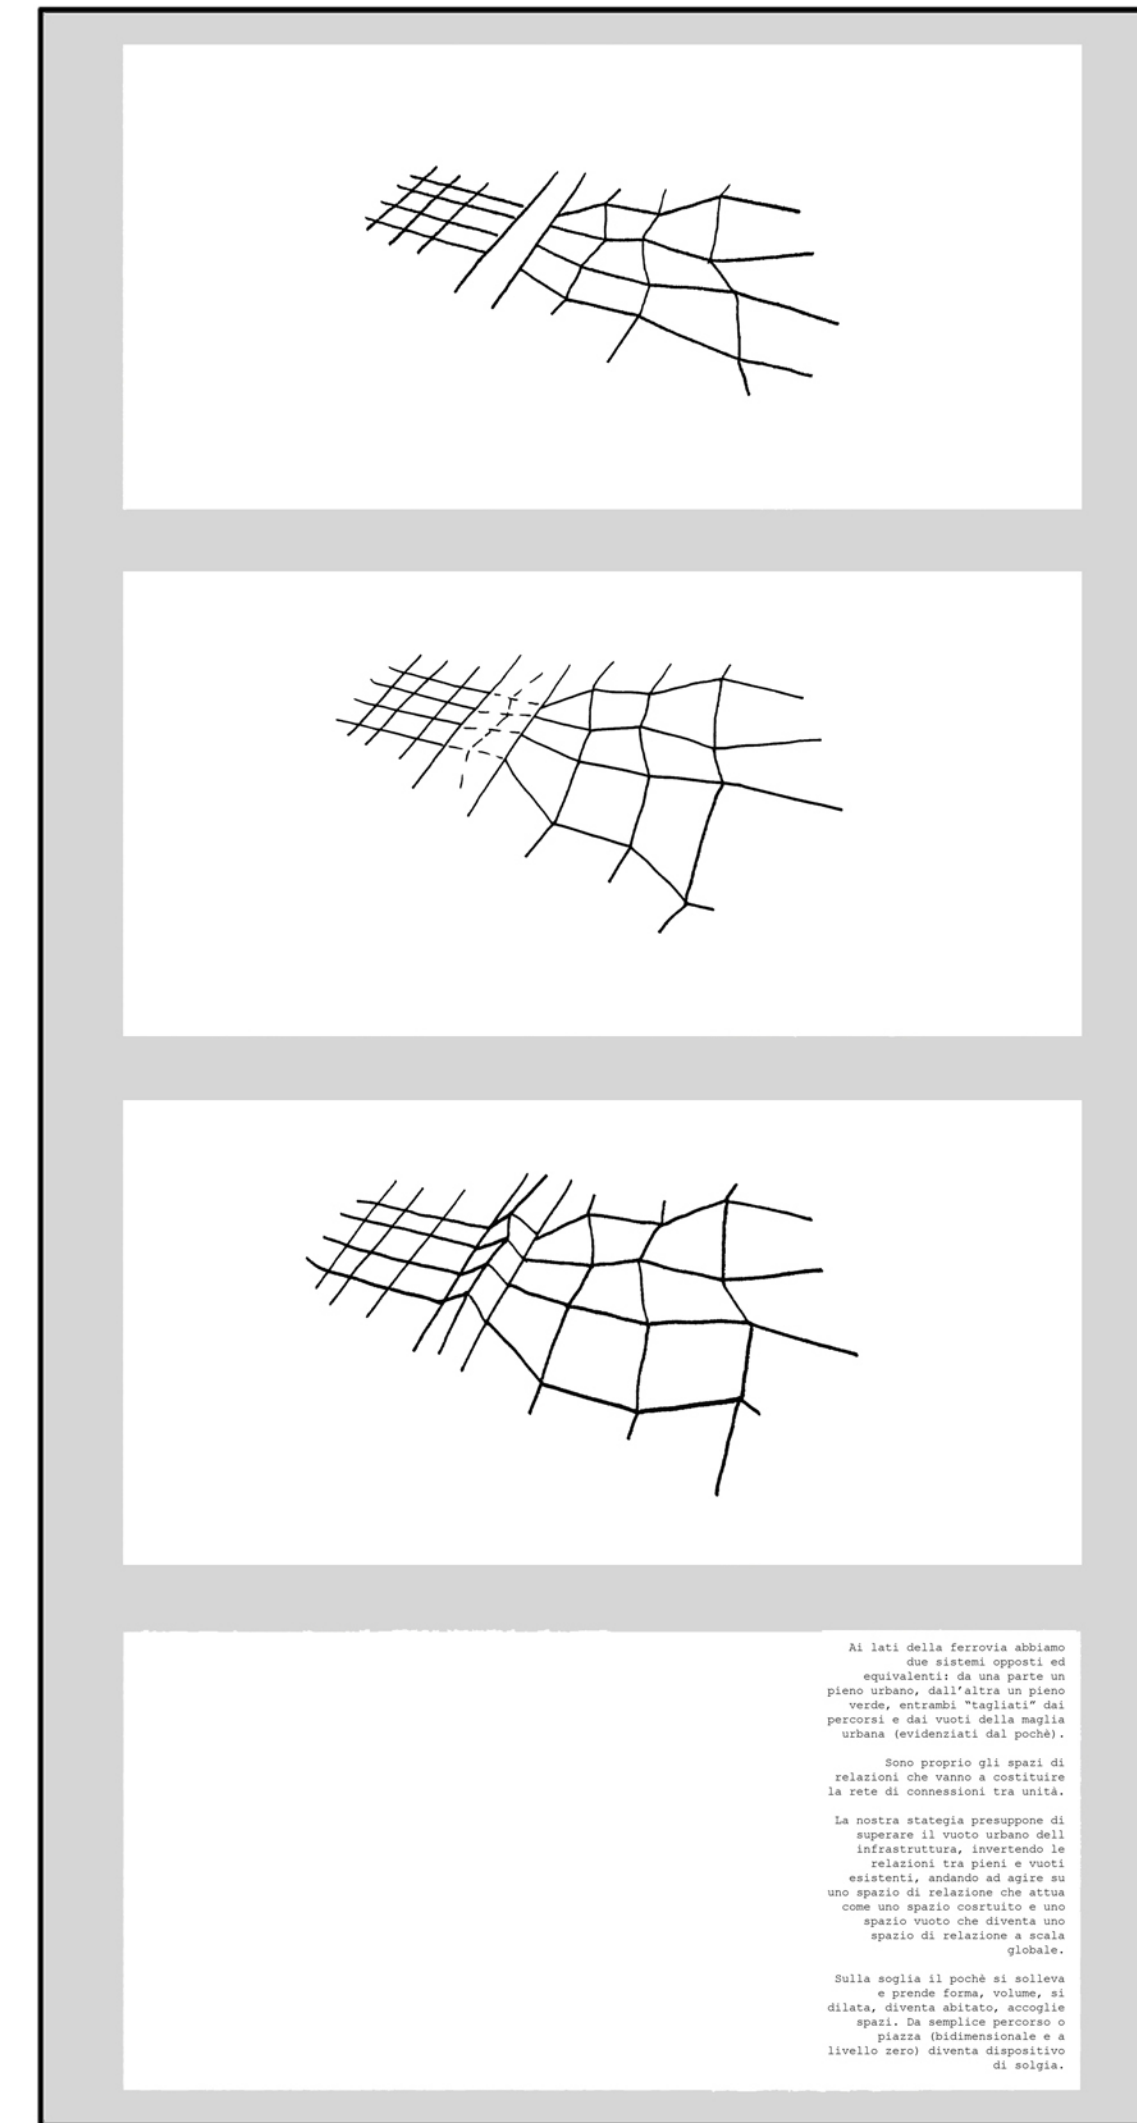 Ai lati della ferrovia abbiamo
due sistemi opposti ed
equivalenti: da una parte un
pieno urbano, dall’altra un pieno
verde, entrambi “tagliati” dai
percorsi e dai vuoti della maglia
urbana (evidenziati dal pochè).
Sono proprio gli spazi di
relazioni che vanno a costituire
la rete di connessioni tra unità.
La nostra stategia presuppone di
superare il vuoto urbano dell
infrastruttura, invertendo le
relazioni tra pieni e vuoti
esistenti, andando ad agire su
uno spazio di relazione che attua
come uno spazio cosrtuito e uno
spazio vuoto che diventa uno
spazio di relazione a scala
globale.
Sulla soglia il pochè si solleva
e prende forma, volume, si
dilata, diventa abitato, accoglie
spazi. Da semplice percorso o
piazza (bidimensionale e a
livello zero) diventa dispositivo
di solgia.